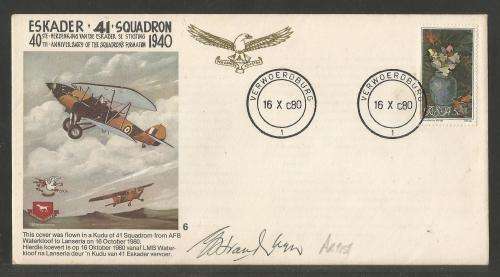 ESKADER · 41 · SQUADRON
40 STE-HERDENKING VAN DIE ESKADER SE STIGTING 1940
TH-ANNIVERSARY OF THE SQUADRON'S FORMATION
VERWOERDBURG
16 X c80
1
VERWOERDBURG
16 X c80
1
6
This cover was flown in a Kudu of 41 Squadron from AFB
Waterkloof to Lanseria on 16 October 1980.
Hierdie koevert is op 16 Oktober 1980 vanaf LMB Water-
kloof na Lanseria deur 'n Kudu van 41 Eskader vervoer.